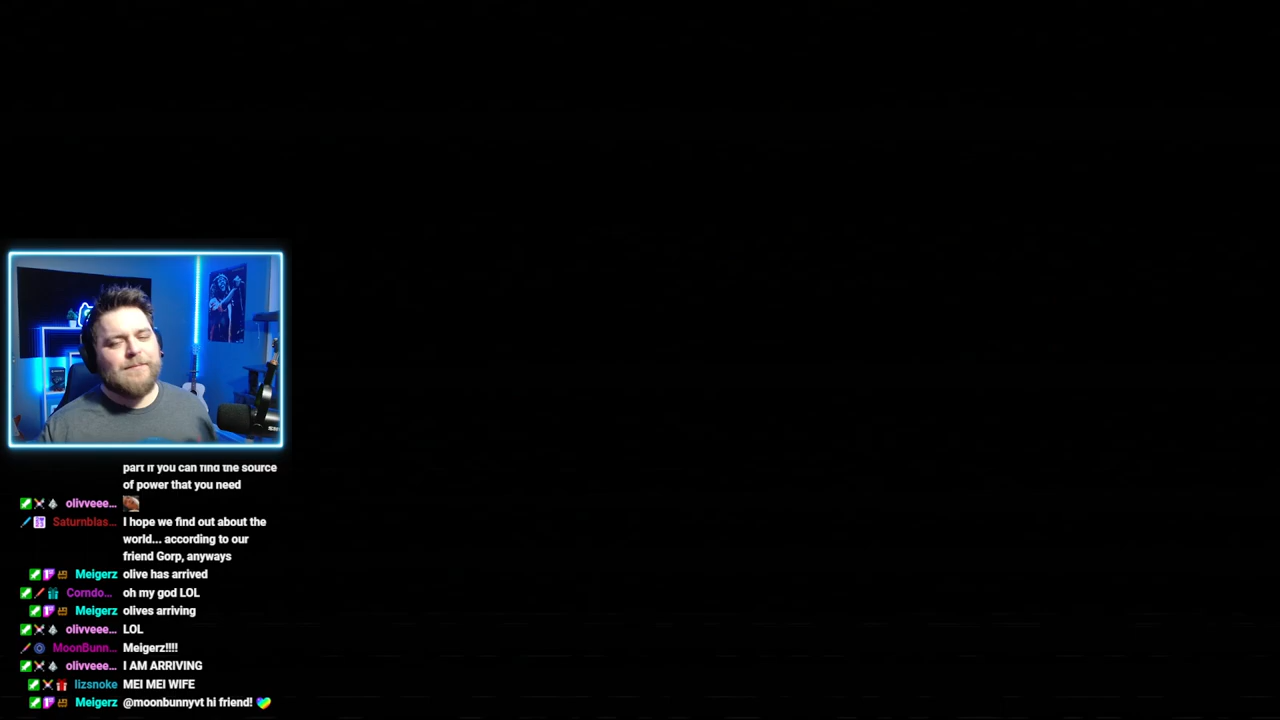 part if you can find the source
of power that you need
olivveee...
Saturnblas... I hope we find out about the
world... according to our
friend Gorp, anyways
Meigerz olive has arrived
Corndo... oh my god LOL
Meigerz olives arriving
olivveee... LOL
MoonBunn... Meigerz!!!!
olivveee... I AM ARRIVING
lizsnoke MEI MEI WIFE
Meigerz @moonbunnyvt hi friend!